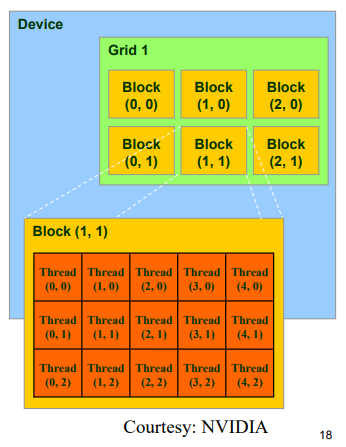 Device
Grid 1
Block
(0, 0)
Block
(1, 0)
Block
(2, 0)
Block
(0, 1)
Block
(1, 1)
Block
(2, 1)
Block (1, 1)
Thread
(0, 0)
Thread
(1, 0)
Thread
(2, 0)
Thread
(3, 0)
Thread
(4, 0)
Thread
(0, 1)
Thread
(1, 1)
Thread
(2, 1)
Thread
(3, 1)
Thread
(4, 1)
Thread
(0, 2)
Thread
(1, 2)
Thread
(2, 2)
Thread
(3, 2)
Thread
(4, 2)
Courtesy: NVIDIA
18